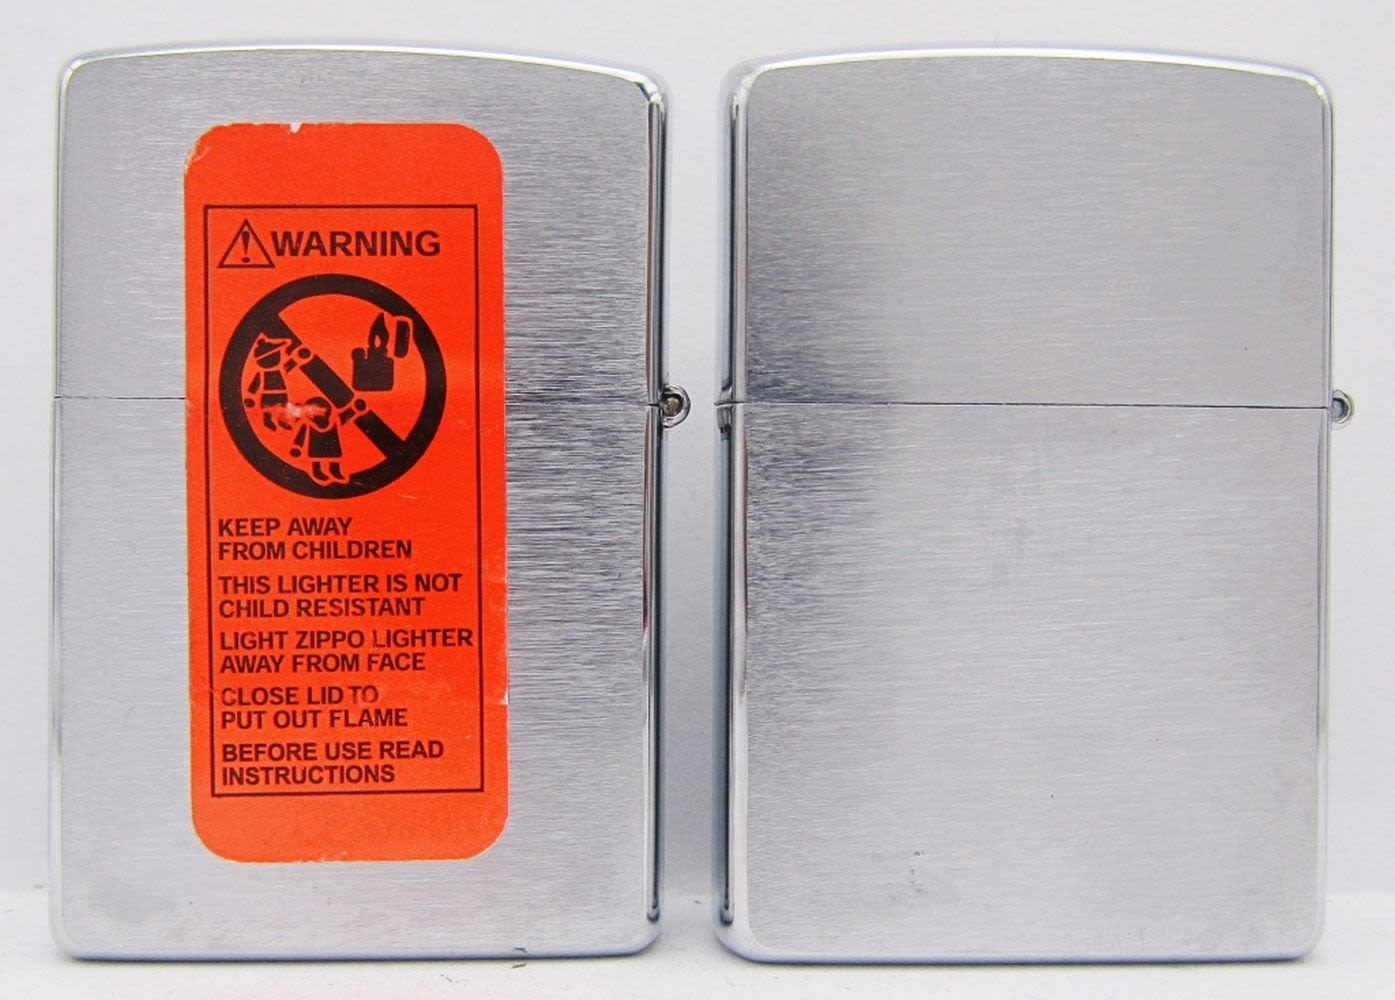 WARNING
KEEP AWAY
FROM CHILDREN
THIS LIGHTER IS NOT
CHILD RESISTANT
LIGHT ZIPPO LIGHTER
AWAY FROM FACE
CLOSE LID TO
PUT OUT FLAME
BEFORE USE READ
INSTRUCTIONS